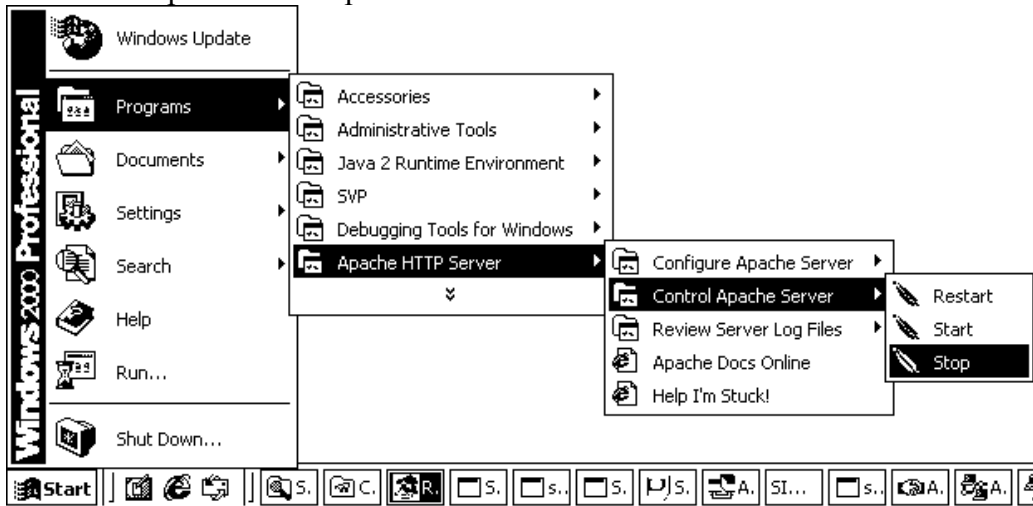 Windows 2000 Professional
Windows Update
Programs
Documents
Settings
Search
Help
Run...
Shut Down...
Accessories
Administrative Tools
Java 2 Runtime Environment
SVP
Debugging Tools for Windows
Apache HTTP Server
Configure Apache Server
Control Apache Server
Review Server Log Files
Apache Docs Online
Help I'm Stuck!
Restart
Start
Stop
Start S. C. R. S. s.. S. S. A. SI... s.. A. A.